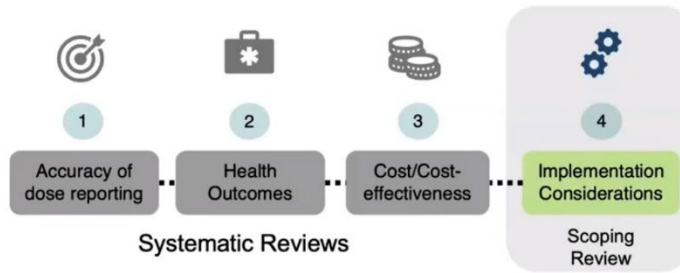 1
2
3
4
Accuracy of
dose reporting
Health
Outcomes
Cost/Cost-
effectiveness
Implementation
Considerations
Systematic Reviews
Scoping
Review